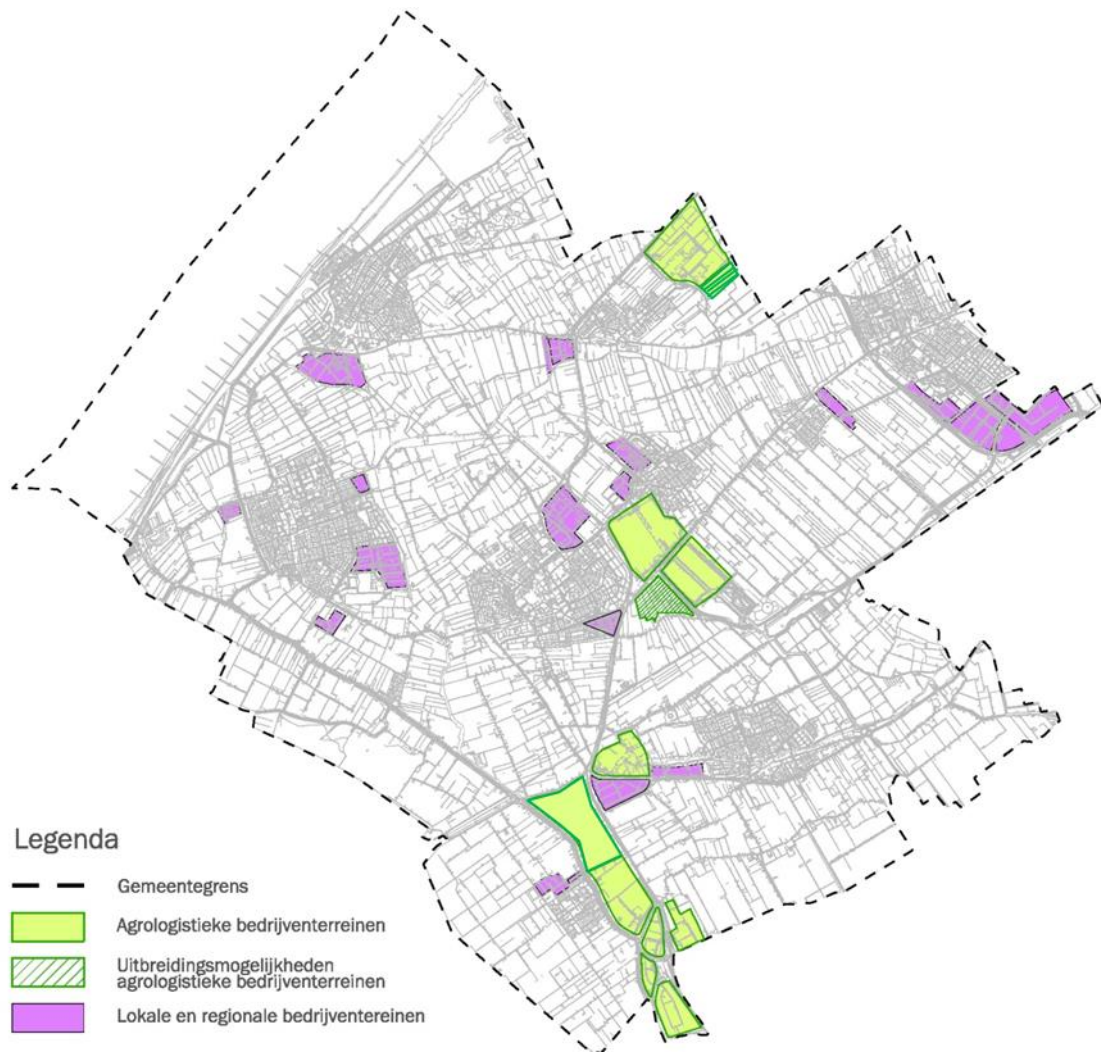 Legenda
Gemeentegrens
Agrologistieke bedrijventerreinen
Uitbreidingsmogelijkheden
agrologistieke bedrijventerreinen
Lokale en regionale bedrijventereinen